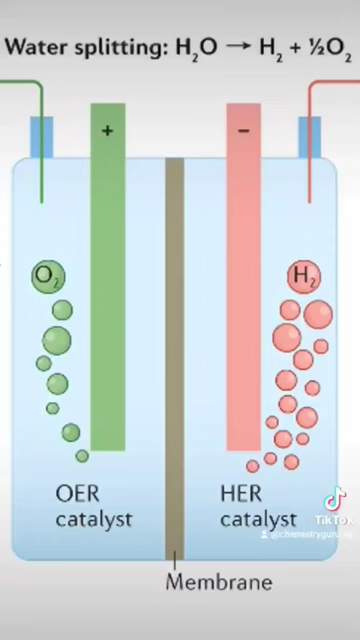 Water splitting: H₂O → H₂ + ½O₂
+
−
O₂
H₂
OER
catalyst
HER
catalyst
TikTok
Membrane